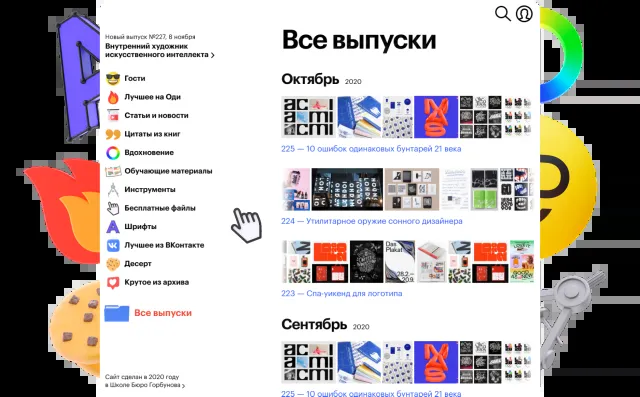 Новый выпуск №227, 8 ноября
Внутренний художник
искусственного интеллекта
Гости
Лучшее на Оди
Статьи и новости
Цитаты из книг
Вдохновение
Обучающие материалы
Инструменты
Бесплатные файлы
Шрифты
Лучшее из ВКонтакте
Десерт
Крутое из архива
Все выпуски
Сайт сделан в 2020 году
в Школе Бюро Горбунова
Все выпуски
Октябрь 2020
225 — 10 ошибок одинаковых бунтарей 21 века
224 — Утилитарное оружие сонного дизайнера
Das
Plakat
223 — Спа-уикенд для логотипа
Сентябрь 2020
225 — 10 ошибок одинаковых бунтарей 21 века